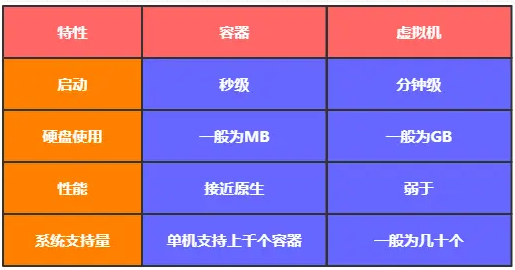 特性 容器 虚拟机
启动 秒级 分钟级
硬盘使用 一般为MB 一般为GB
性能 接近原生 弱于
系统支持量 单机支持上千个容器 一般为几十个